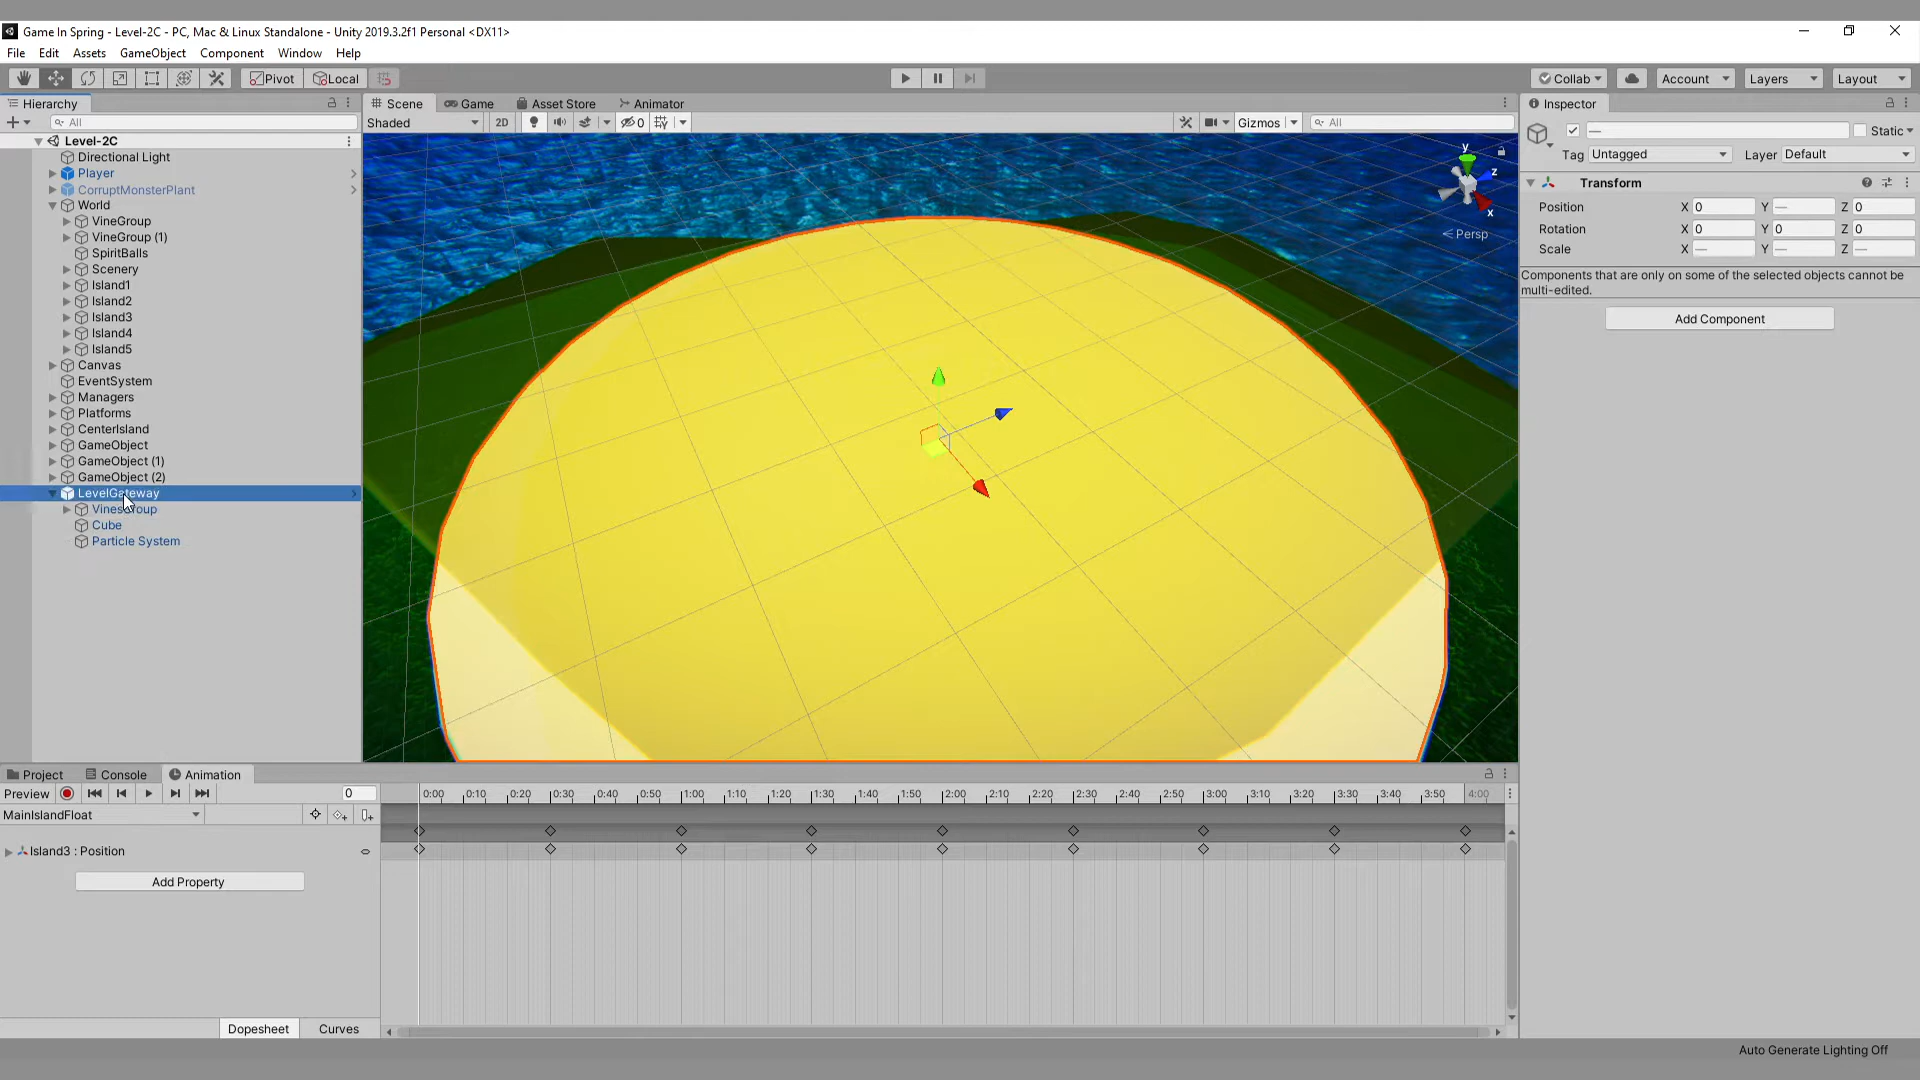 Game In Spring - Level-2C - PC, Mac & Linux Standalone - Unity 2019.3.2f1 Personal <DX11>
File Edit Assets GameObject Component Window Help
Pivot Local Collab Account Layers Layout
Hierarchy Scene Game Asset Store Animator Inspector
All Shaded 2D 0 Gizmos All
Level-2C
Directional Light
Player
CorruptMonsterPlant
World
VineGroup
VineGroup (1)
SpiritBalls
Scenery
Island1
Island2
Island3
Island4
Island5
Canvas
EventSystem
Managers
Platforms
CenterIsland
GameObject
GameObject (1)
GameObject (2)
LevelGateway
Cube
Particle System
y
z
x
< Persp
— Static
Tag Untagged Layer Default
Transform
Position X 0 Y — Z 0
Rotation X 0 Y 0 Z 0
Scale X — Y — Z —
Components that are only on some of the selected objects cannot be
multi-edited.
Add Component
Project Console Animation
Preview 0
0:00 0:10 0:20 0:30 0:40 0:50 1:00 1:10 1:20 1:30 1:40 1:50 2:00 2:10 2:20 2:30 2:40 2:50 3:00 3:10 3:20 3:30 3:40 3:50 4:00
MainIslandFloat
Island3 : Position
Add Property
Dopesheet Curves
Auto Generate Lighting Off